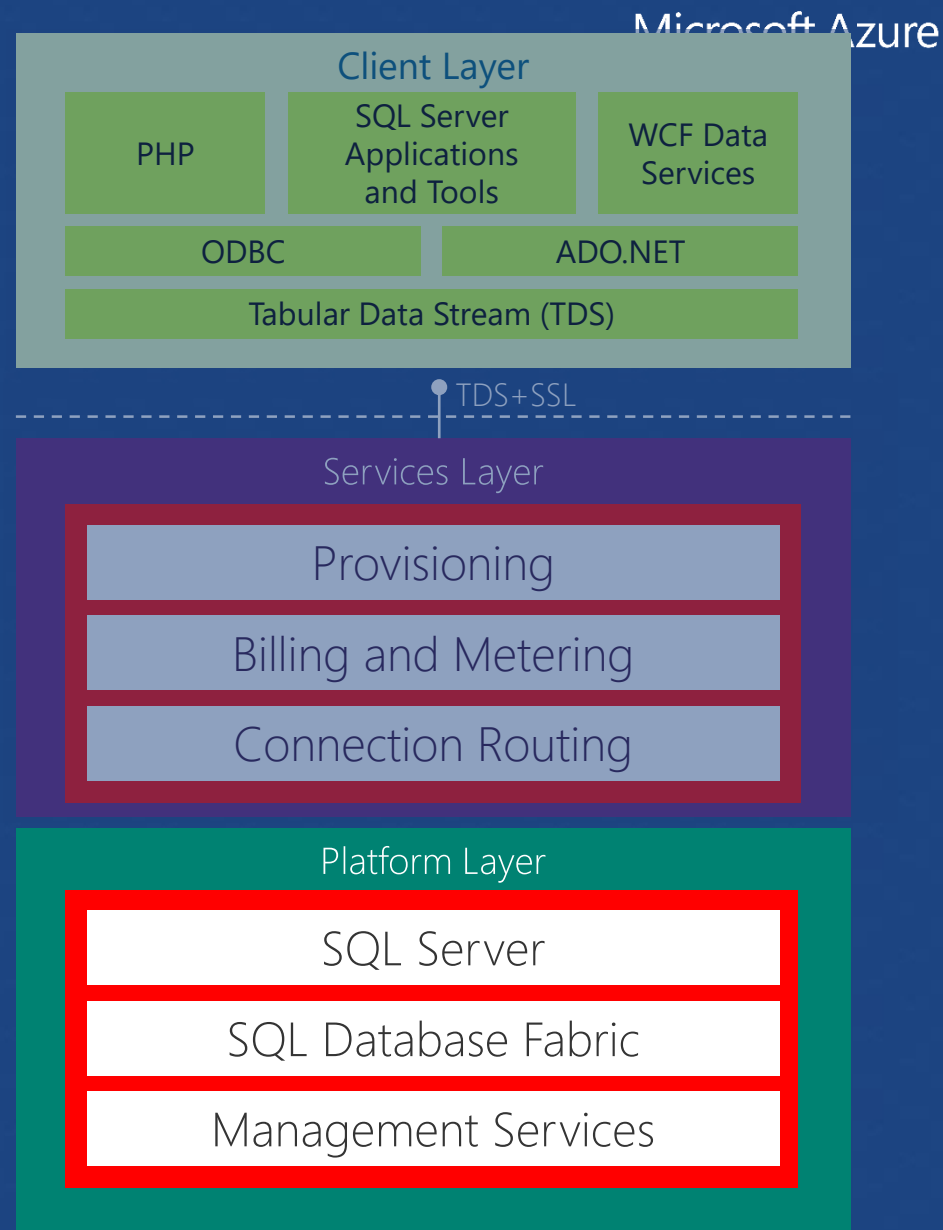 Microsoft Azure
Client Layer
PHP
SQL Server
Applications
and Tools
WCF Data
Services
ODBC
ADO.NET
Tabular Data Stream (TDS)
TDS+SSL
Services Layer
Provisioning
Billing and Metering
Connection Routing
Platform Layer
SQL Server
SQL Database Fabric
Management Services